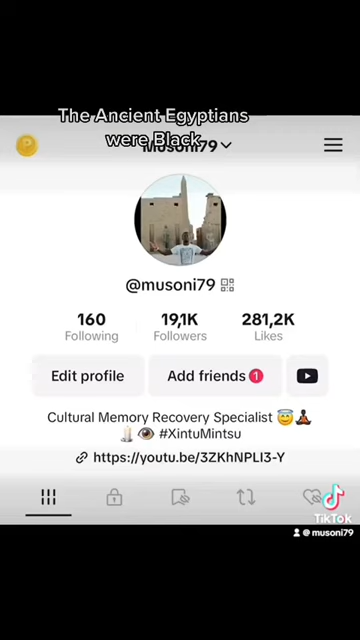 The Ancient Egyptians
were Black
Musoni79
@musoni79
160
Following
19,1K
Followers
281,2K
Likes
Edit profile
Add friends 1
Cultural Memory Recovery Specialist 😇🧘🏿
🕯️👁️ #XintuMintsu
https://youtu.be/3ZKhNPLI3-Y
TikTok
@ musoni79